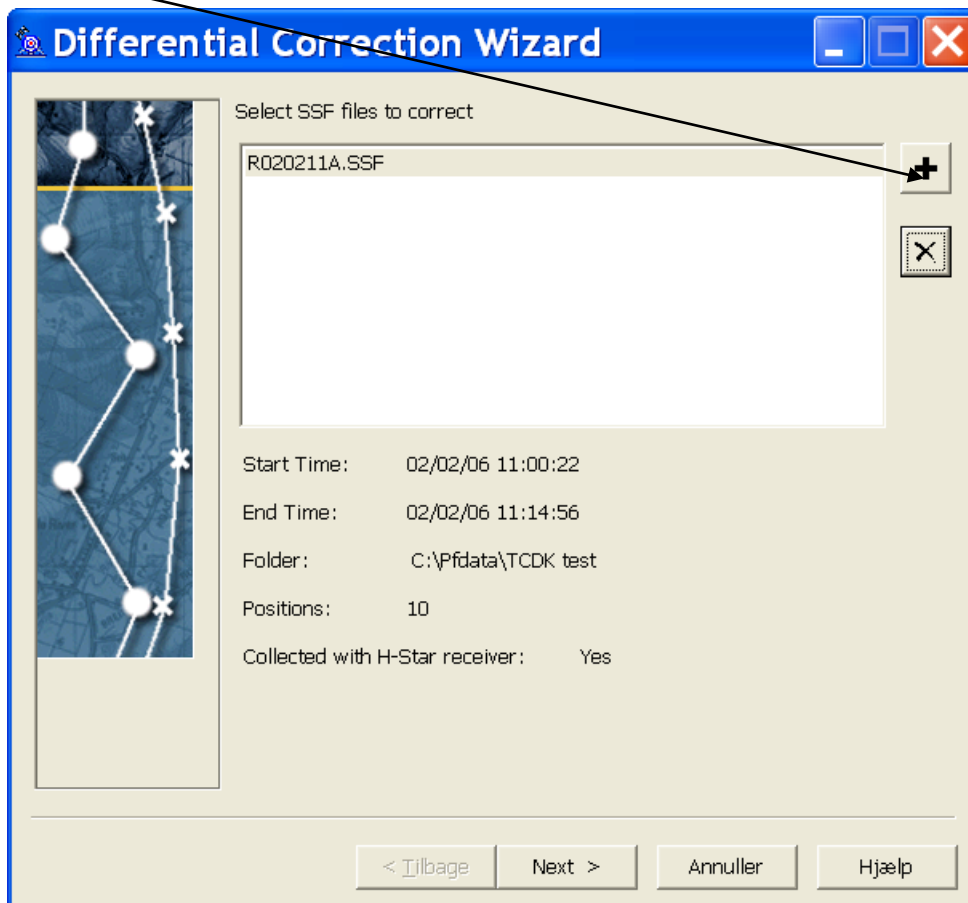 Differential Correction Wizard
Select SSF files to correct
R020211A.SSF
Start Time: 02/02/06 11:00:22
End Time: 02/02/06 11:14:56
Folder: C:\Pfdata\TCDK test
Positions: 10
Collected with H-Star receiver: Yes
< Tilbage Next > Annuller Hjælp